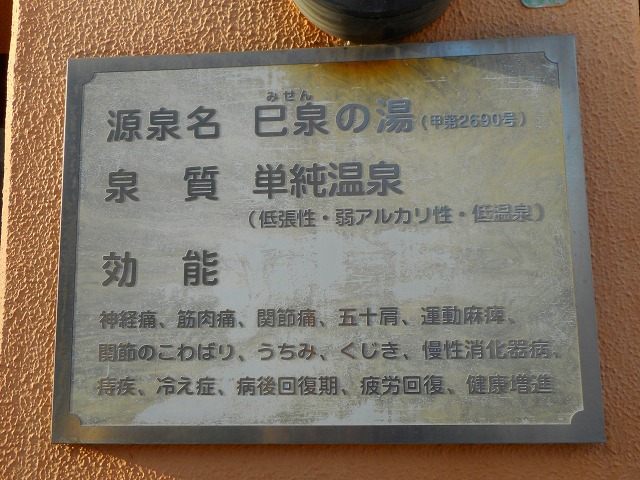 みせん
源泉名 巳泉の湯(甲第2690号)
泉質 単純温泉
(低張性・弱アルカリ性・低温泉)
効能
神経痛、筋肉痛、関節痛、五十肩、運動麻痺、
関節のこわばり、うちみ、くじき、慢性消化器病、
痔疾、冷え症、病後回復期、疲労回復、健康増進